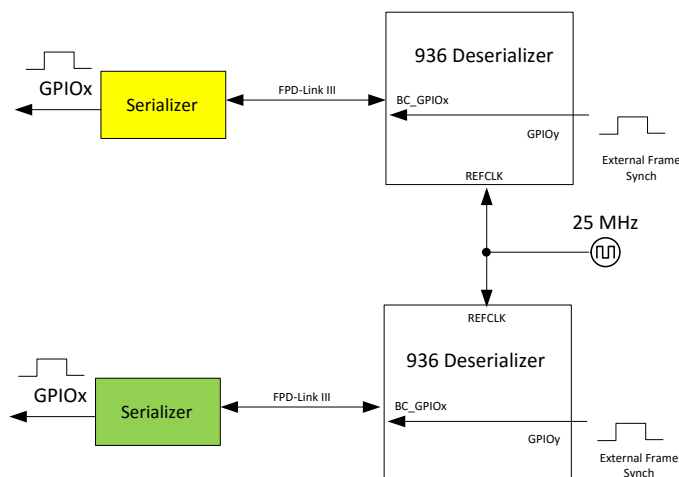 936 Deserializer
GPIOx
Serializer
FPD-Link III
BC_GPIOx
GPIOy
External Frame
Synch
REFCLK
25 MHz
REFCLK
936 Deserializer
GPIOx
Serializer
FPD-Link III
BC_GPIOx
GPIOy
External Frame
Synch